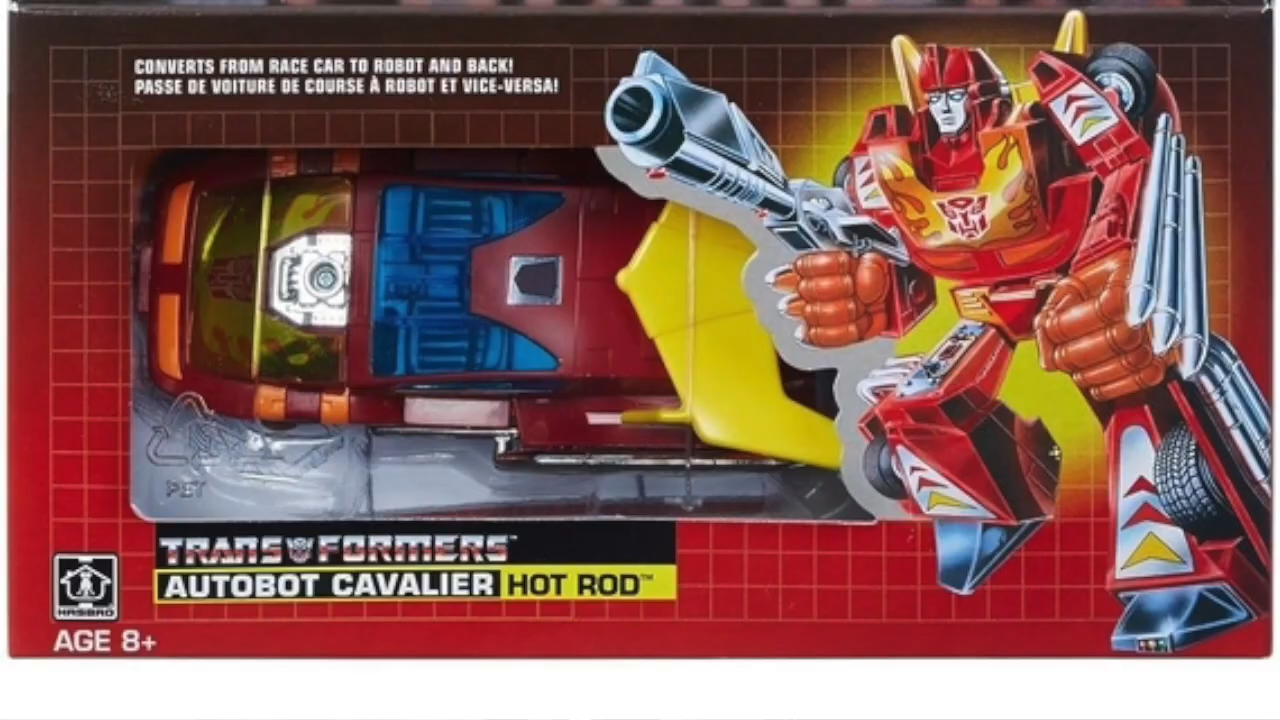 CONVERTS FROM RACE CAR TO ROBOT AND BACK!
PASSE DE VOITURE DE COURSE À ROBOT ET VICE-VERSA!
PET
TRANSFORMERS™
AUTOBOT CAVALIER HOT ROD™
HASBRO
AGE 8+